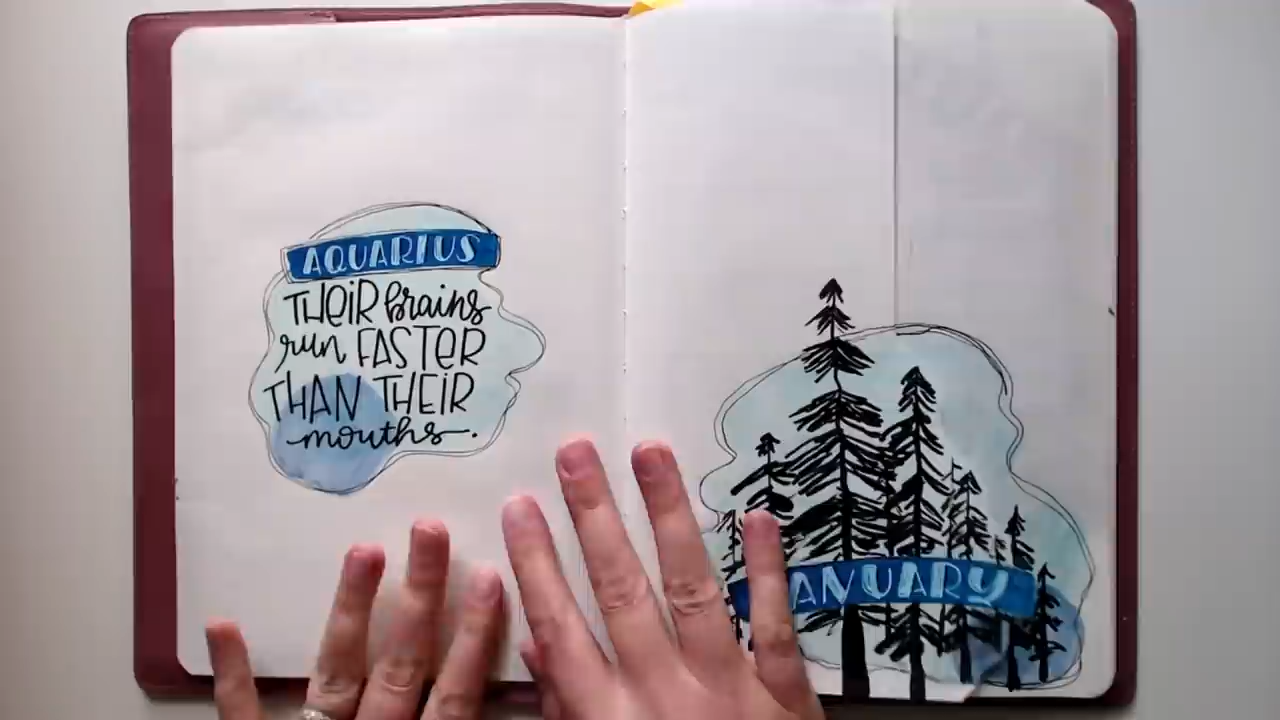 AQUARIUS
THEIR brains
run FASTER
THAN THEIR
mouths.
ANUARY